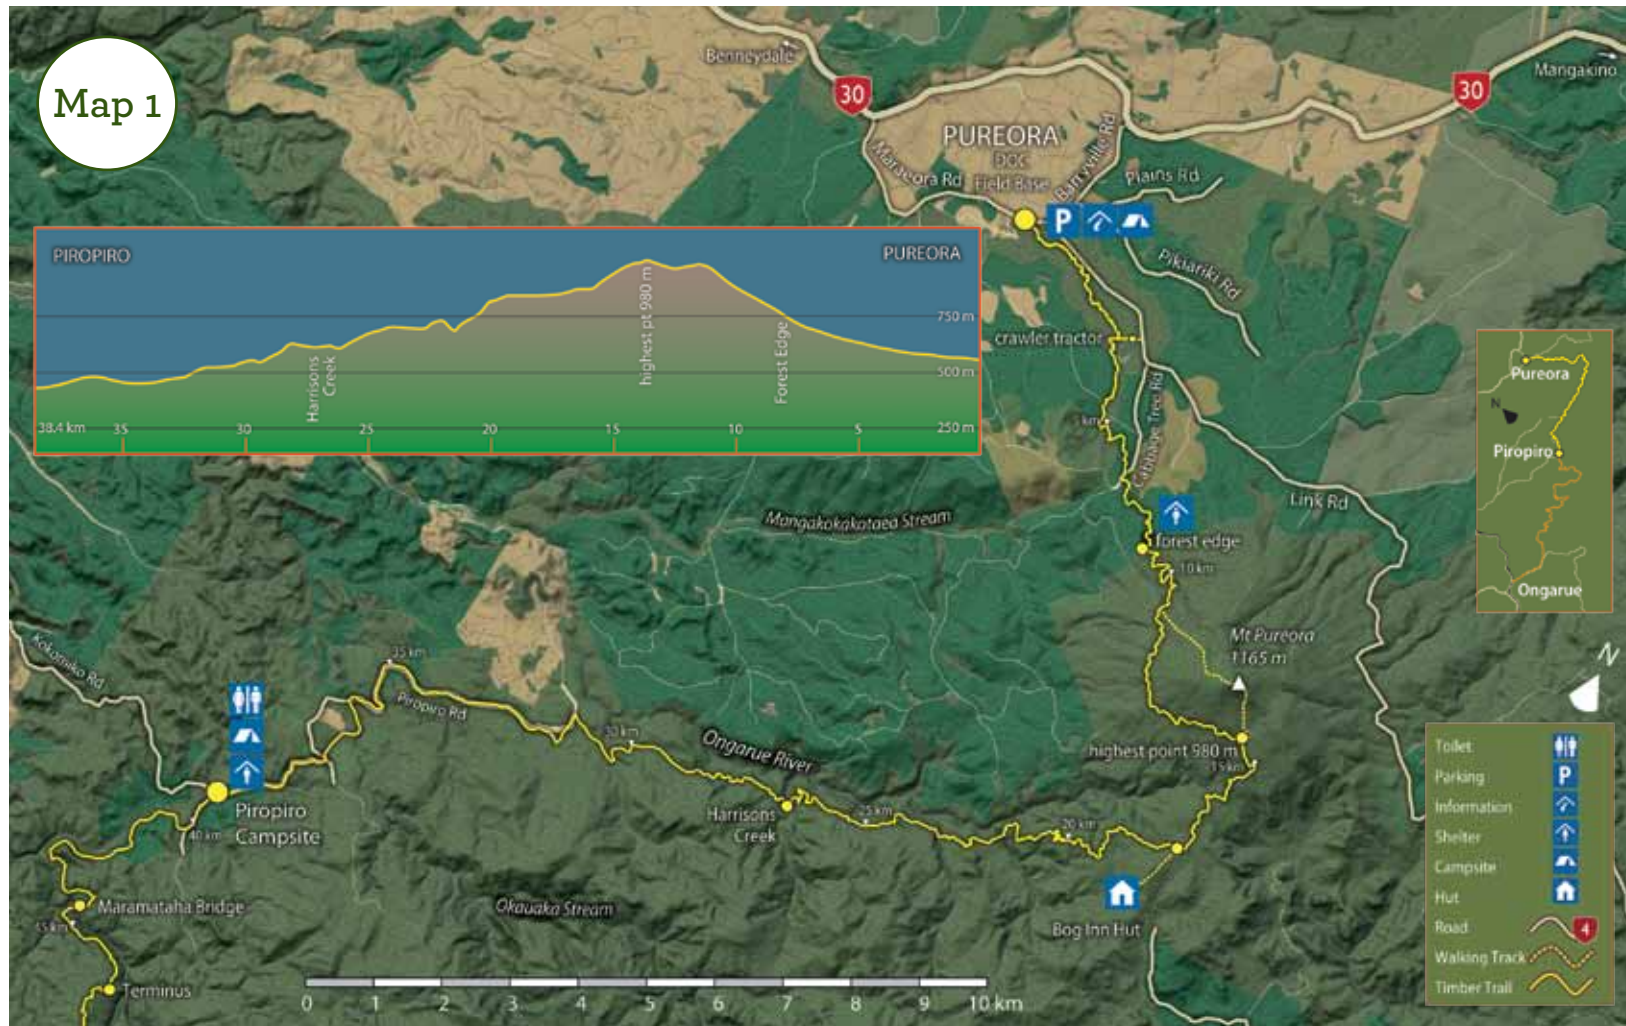 Map 1
Benneydale
30
30
Mangakino
PUREORA
DOC
Field Base
Maraeora Rd
Barryville Rd
Plains Rd
P
Pikiariki Rd
PIROPIRO
PUREORA
highest pt 980 m
750 m
Forest Edge
500 m
Harrisons
Creek
38.4 km
35
30
25
20
15
10
5
250 m
crawler tractor
5 km
Cabbage Tree Rd
Link Rd
Pureora
N
Piropiro
Ongarue
Mangakokakotaea Stream
forest edge
10 km
Mt Pureora
1165 m
N
Kokomiko Rd
35 km
Piropiro Rd
30 km
Ongarue River
highest point 980 m
15 km
Piropiro
Campsite
40 km
Harrisons
Creek
25 km
20 km
Maramataha Bridge
45 km
Okauaka Stream
Bog Inn Hut
Terminus
0 1 2 3 4 5 6 7 8 9 10 km
Toilet
Parking P
Information
Shelter
Campsite
Hut
Road 4
Walking Track
Timber Trail